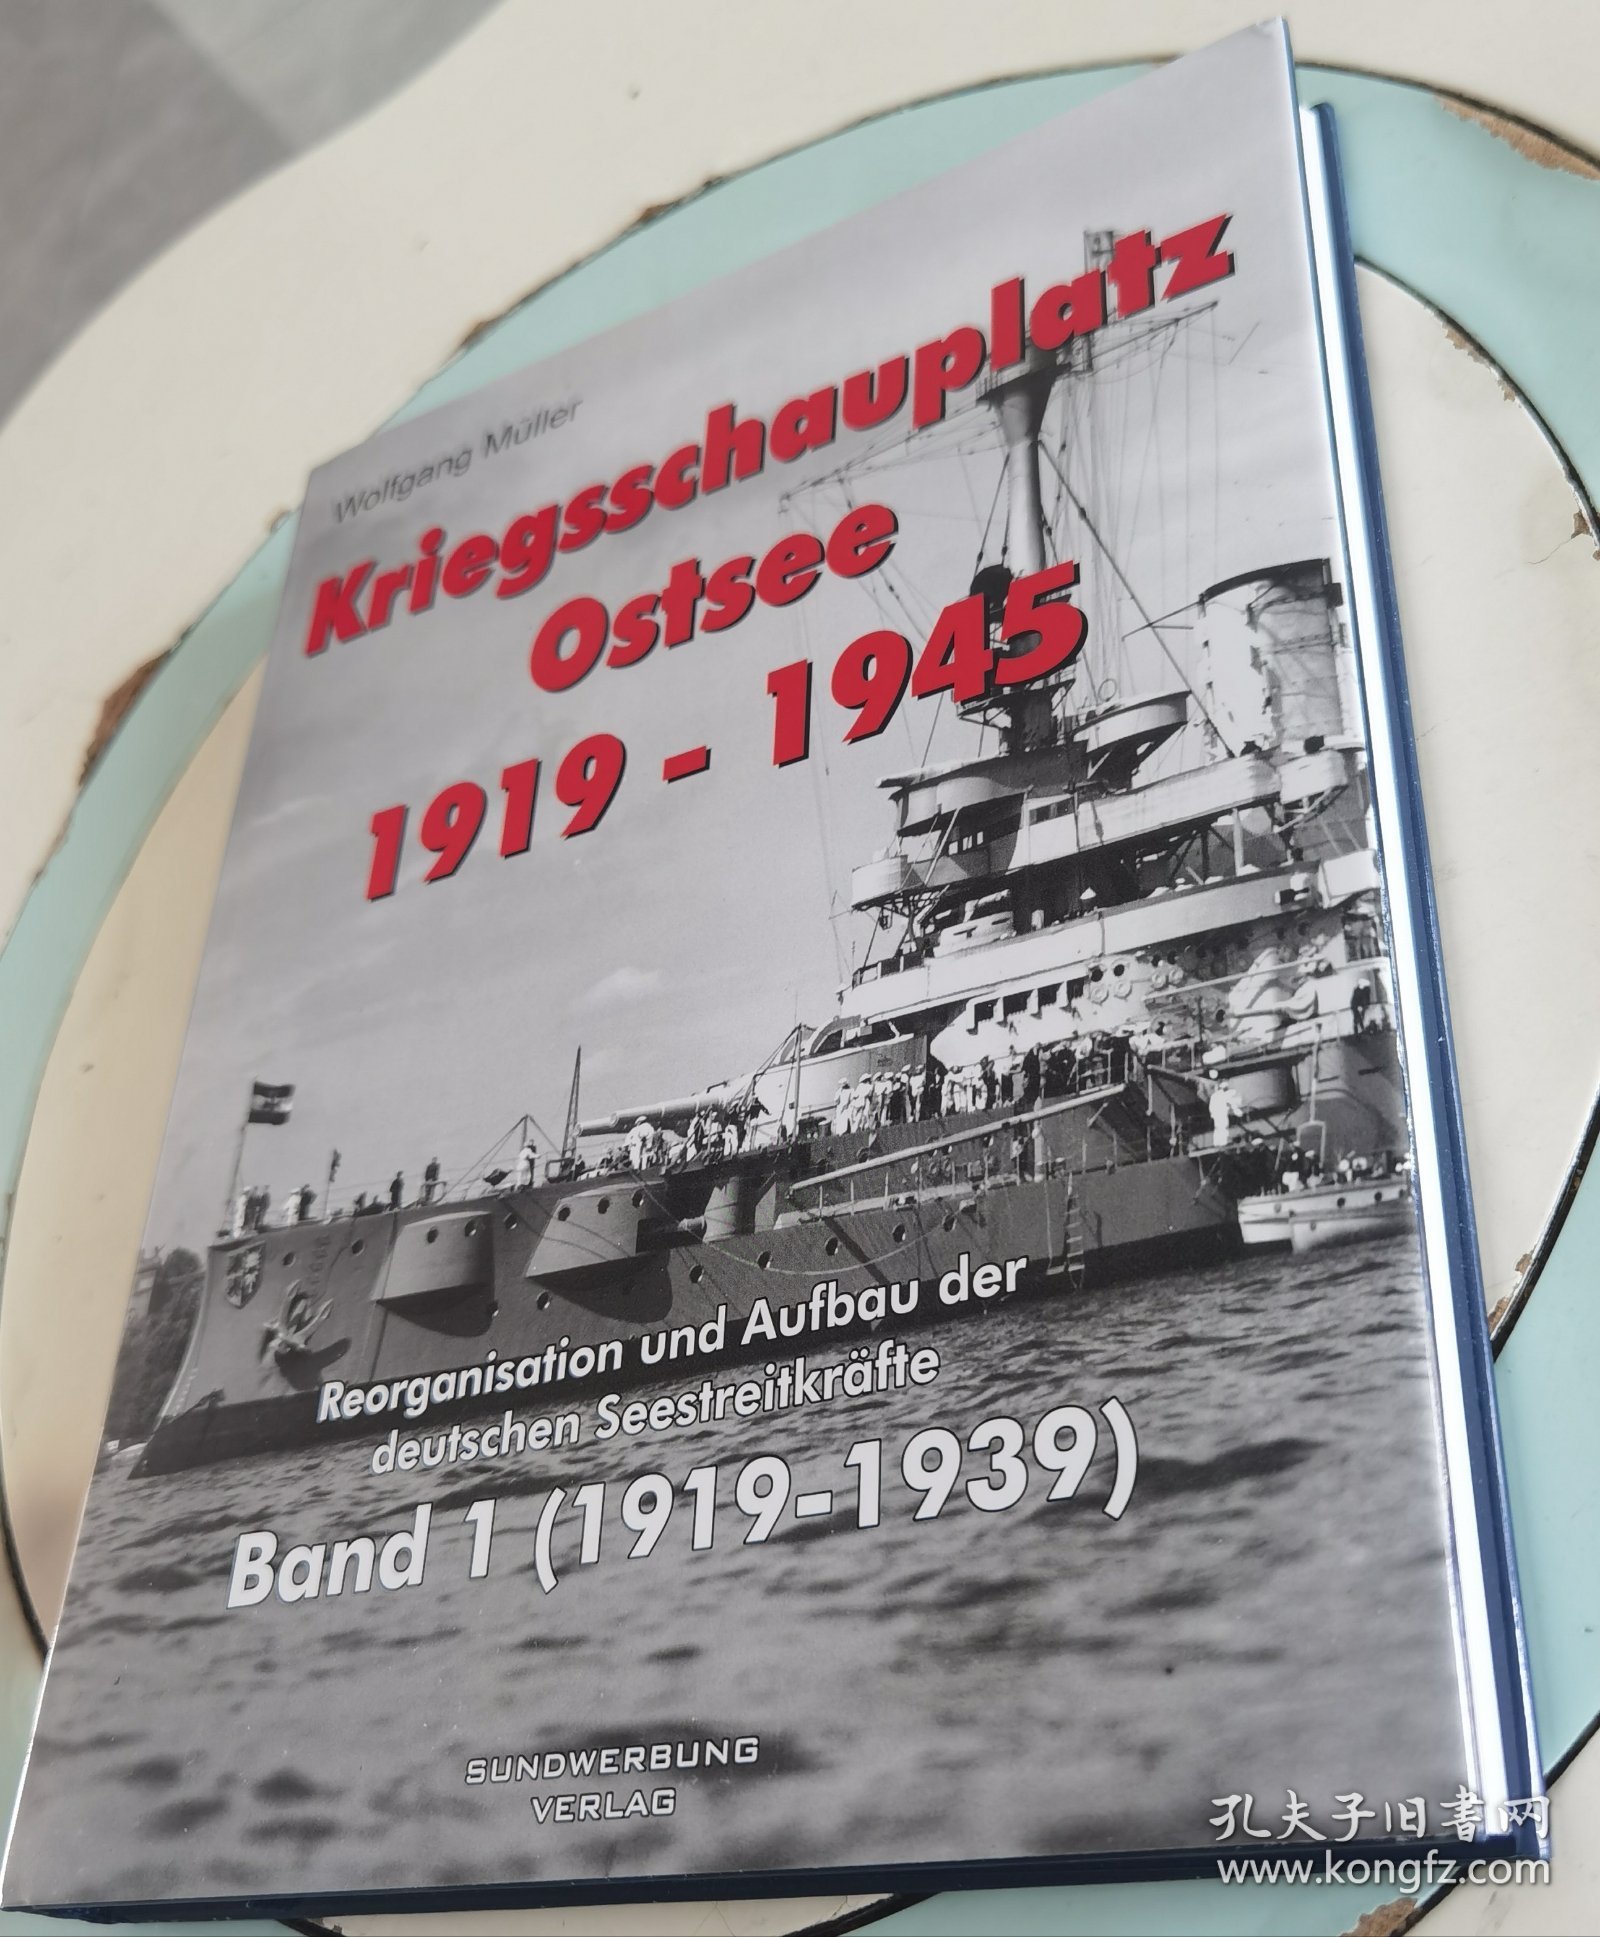 Wolfgang Müller
Kriegsschauplatz
Ostsee
1919 - 1945
Reorganisation und Aufbau der
deutschen Seestreitkräfte
Band 1 (1919-1939)
SUNDWERBUNG
VERLAG
孔夫子旧书网
www.kongfz.com